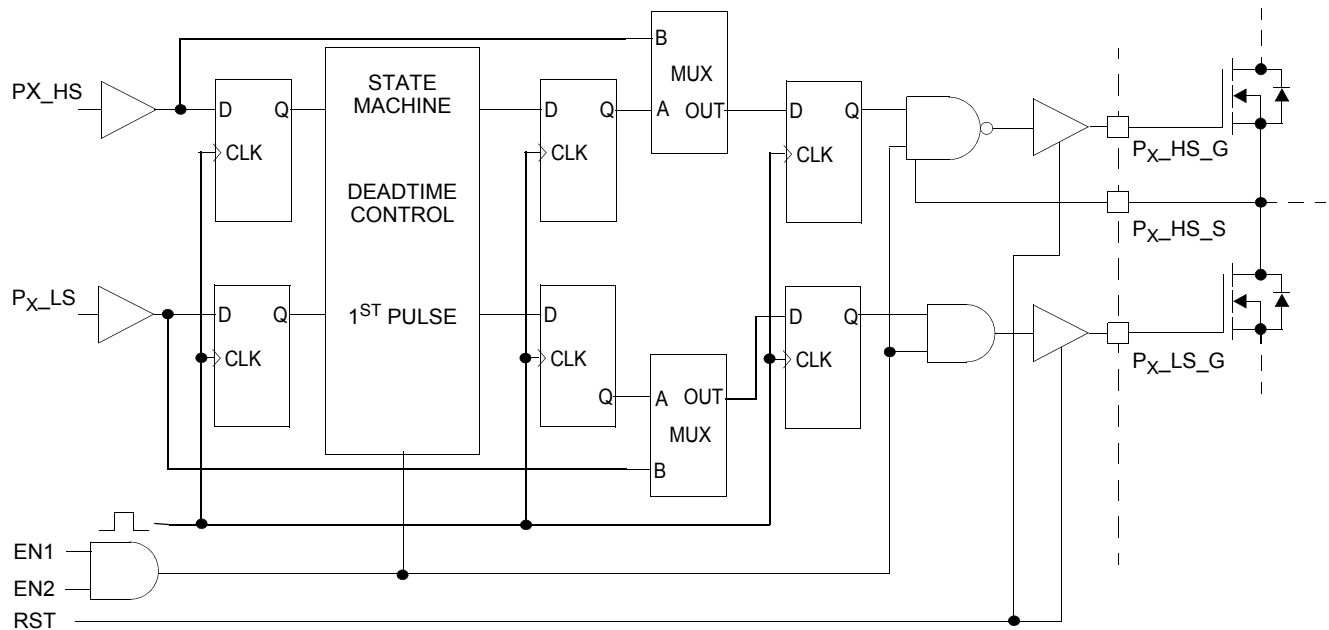 PX_HS
D Q
CLK
STATE
MACHINE
DEADTIME
CONTROL
1ST PULSE
D Q
CLK
B
MUX
A OUT
D Q
CLK
PX_HS_G
PX_HS_S
PX_LS
D Q
CLK
D
CLK
Q
A OUT
MUX
B
D Q
CLK
PX_LS_G
EN1
EN2
RST